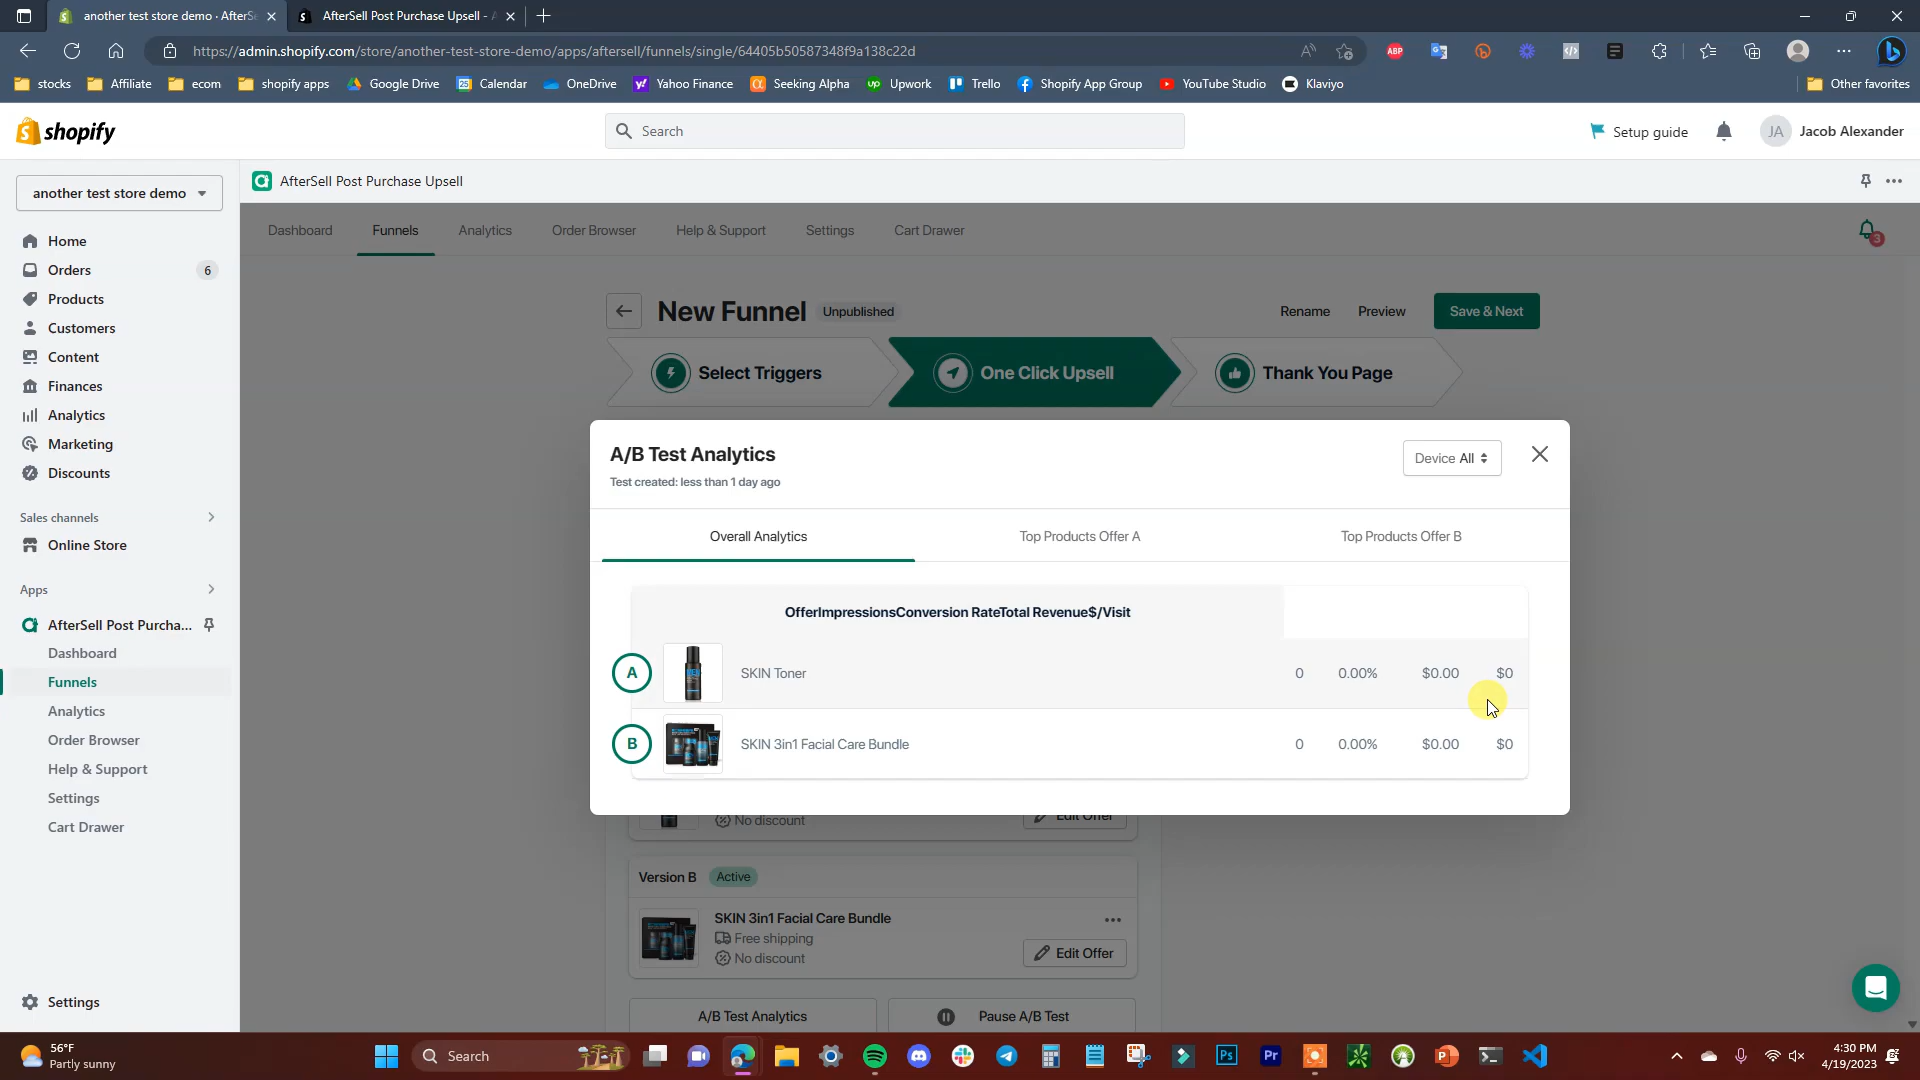 another test store demo · AfterSe
AfterSell Post Purchase Upsell - A
https://admin.shopify.com/store/another-test-store-demo/apps/aftersell/funnels/single/64405b50587348f9a138c22d
ABP
stocks
Affiliate
ecom
shopify apps
Google Drive
Calendar
OneDrive
Yahoo Finance
Seeking Alpha
Upwork
Trello
Shopify App Group
YouTube Studio
Klaviyo
Other favorites
shopify
Search
Setup guide
JA
Jacob Alexander
another test store demo
AfterSell Post Purchase Upsell
Home
Orders 6
Products
Customers
Content
Finances
Analytics
Marketing
Discounts
Sales channels
Online Store
Apps
AfterSell Post Purcha...
Dashboard
Funnels
Analytics
Order Browser
Help & Support
Settings
Cart Drawer
Settings
Dashboard
Funnels
Analytics
Order Browser
Help & Support
Settings
Cart Drawer
3
New Funnel
Unpublished
Rename
Preview
Save & Next
Select Triggers
One Click Upsell
Thank You Page
A/B Test Analytics
Test created: less than 1 day ago
Device All
Overall Analytics
Top Products Offer A
Top Products Offer B
OfferImpressionsConversion RateTotal Revenue$/Visit
A SKIN Toner 0 0.00% $0.00 $0
B SKIN 3in1 Facial Care Bundle 0 0.00% $0.00 $0
No discount
Edit Offer
Version B Active
SKIN 3in1 Facial Care Bundle
Free shipping
No discount
Edit Offer
A/B Test Analytics
Pause A/B Test
56°F
Partly sunny
Search
Ps
Pr
4:30 PM
4/19/2023